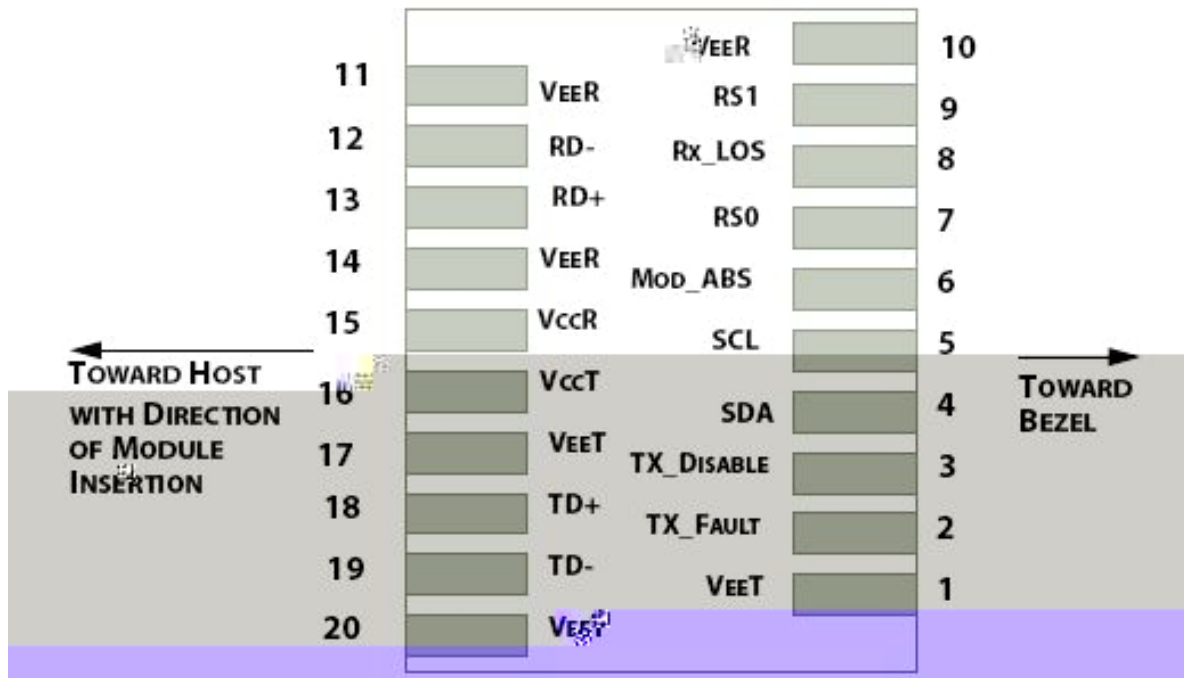 VEER 10
11 VEER
RS1 9
12 RD-
Rx_LOS 8
13 RD+
RS0 7
14 VEER
MOD_ABS 6
15 VCCR
SCL 5
TOWARD HOST
WITH DIRECTION
OF MODULE
INSERTION
TOWARD
BEZEL
16 VCCT
SDA 4
17 VEET
TX_DISABLE 3
18 TD+
TX_FAULT 2
19 TD-
VEET 1
20 VEET